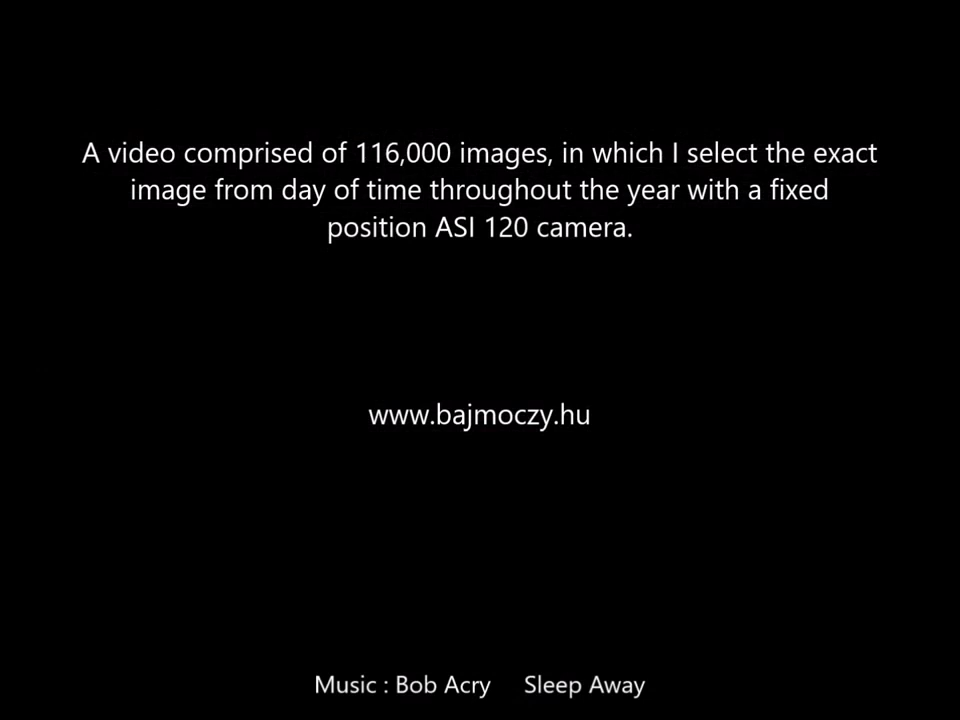 A video comprised of 116,000 images, in which I select the exact
image from day of time throughout the year with a fixed
position ASI 120 camera.
www.bajmoczy.hu
Music : Bob Acry Sleep Away